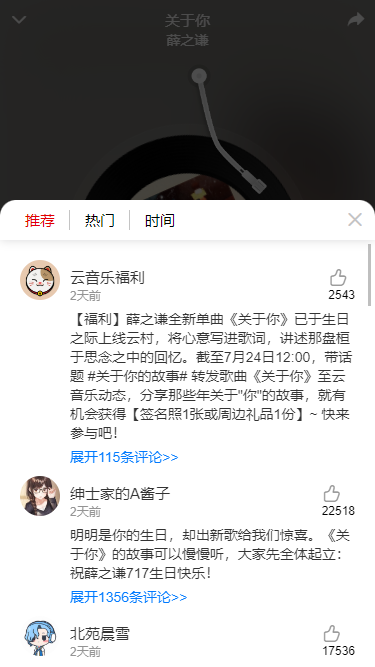 关于你
薛之谦
推荐
热门
时间
云音乐福利
2天前
2543
【福利】薛之谦全新单曲《关于你》已于生日
之际上线云村，将心意写进歌词，讲述那盘桓
于思念之中的回忆。截至7月24日12:00，带话
题 #关于你的故事# 转发歌曲《关于你》至云
音乐动态，分享那些年关于"你"的故事，就有
机会获得【签名照1张或周边礼品1份】~ 快来
参与吧！
展开115条评论>>
绅士家的A酱子
2天前
22518
明明是你的生日，却出新歌给我们惊喜。《关
于你》的故事可以慢慢听，大家先全体起立：
祝薛之谦717生日快乐！
展开1356条评论>>
北苑晨雪
2天前
17536